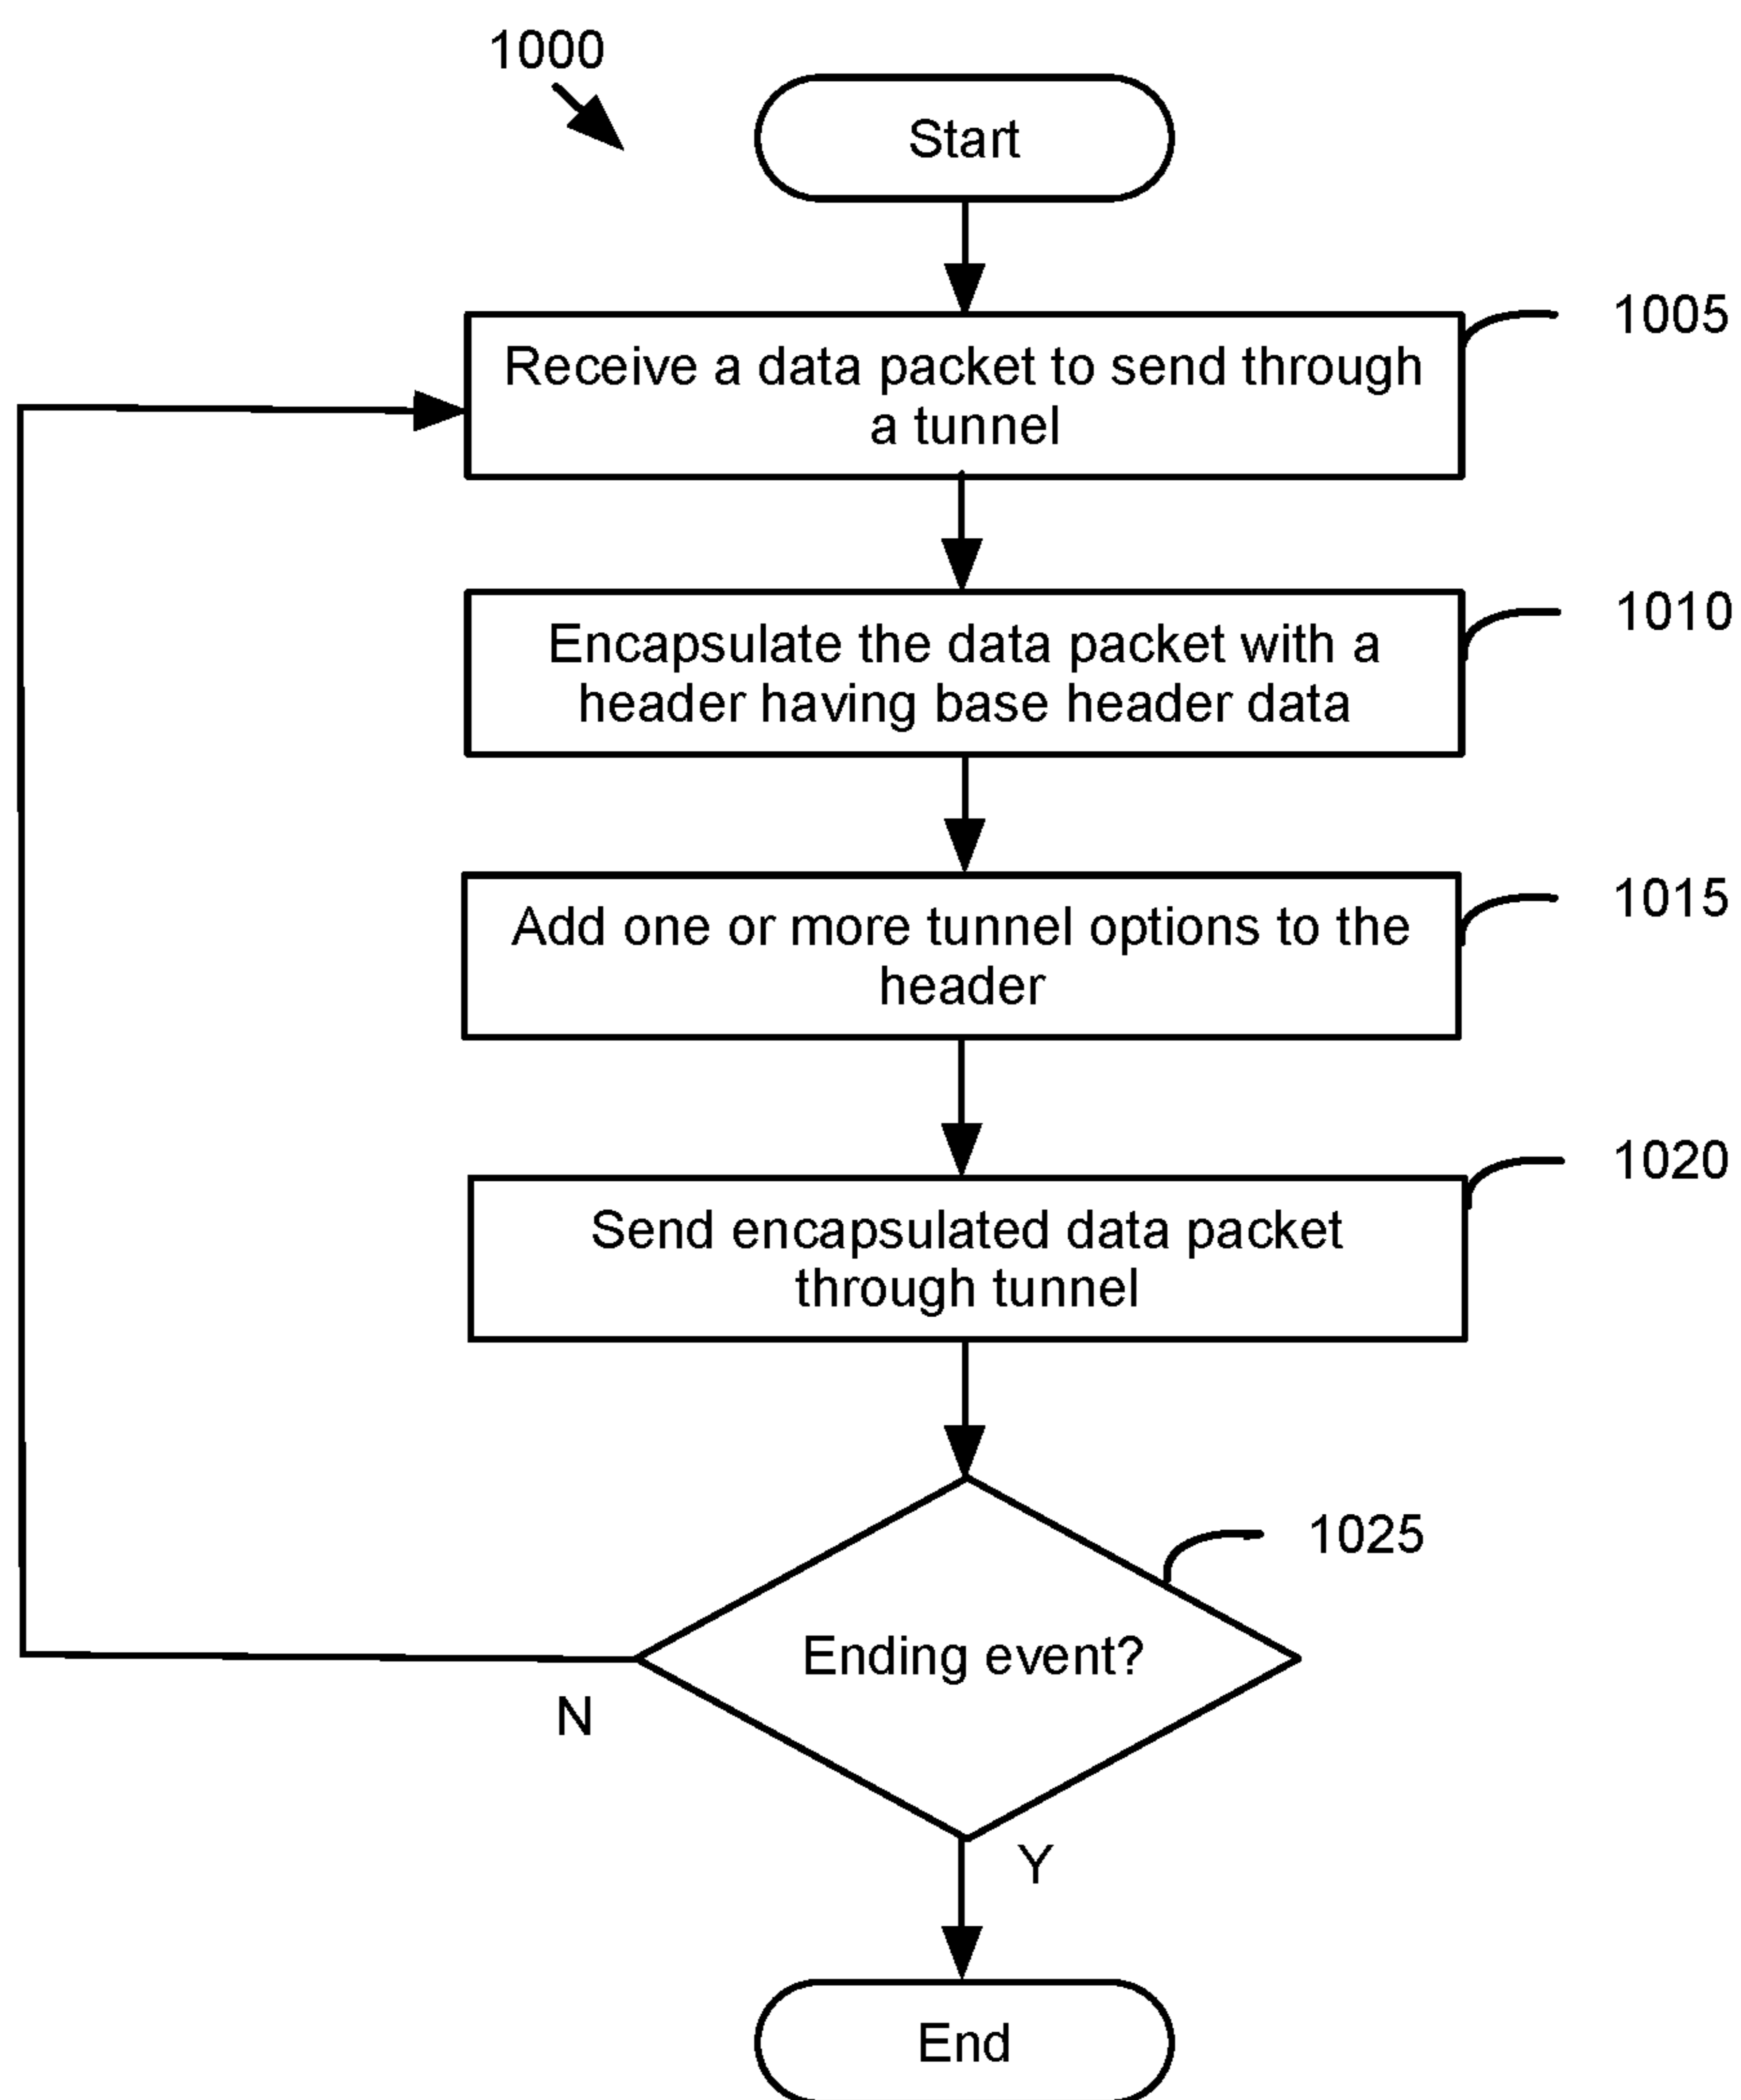 1000
Start
1005
Receive a data packet to send through
a tunnel
1010
Encapsulate the data packet with a
header having base header data
1015
Add one or more tunnel options to the
header
1020
Send encapsulated data packet
through tunnel
1025
Ending event?
N
Y
End